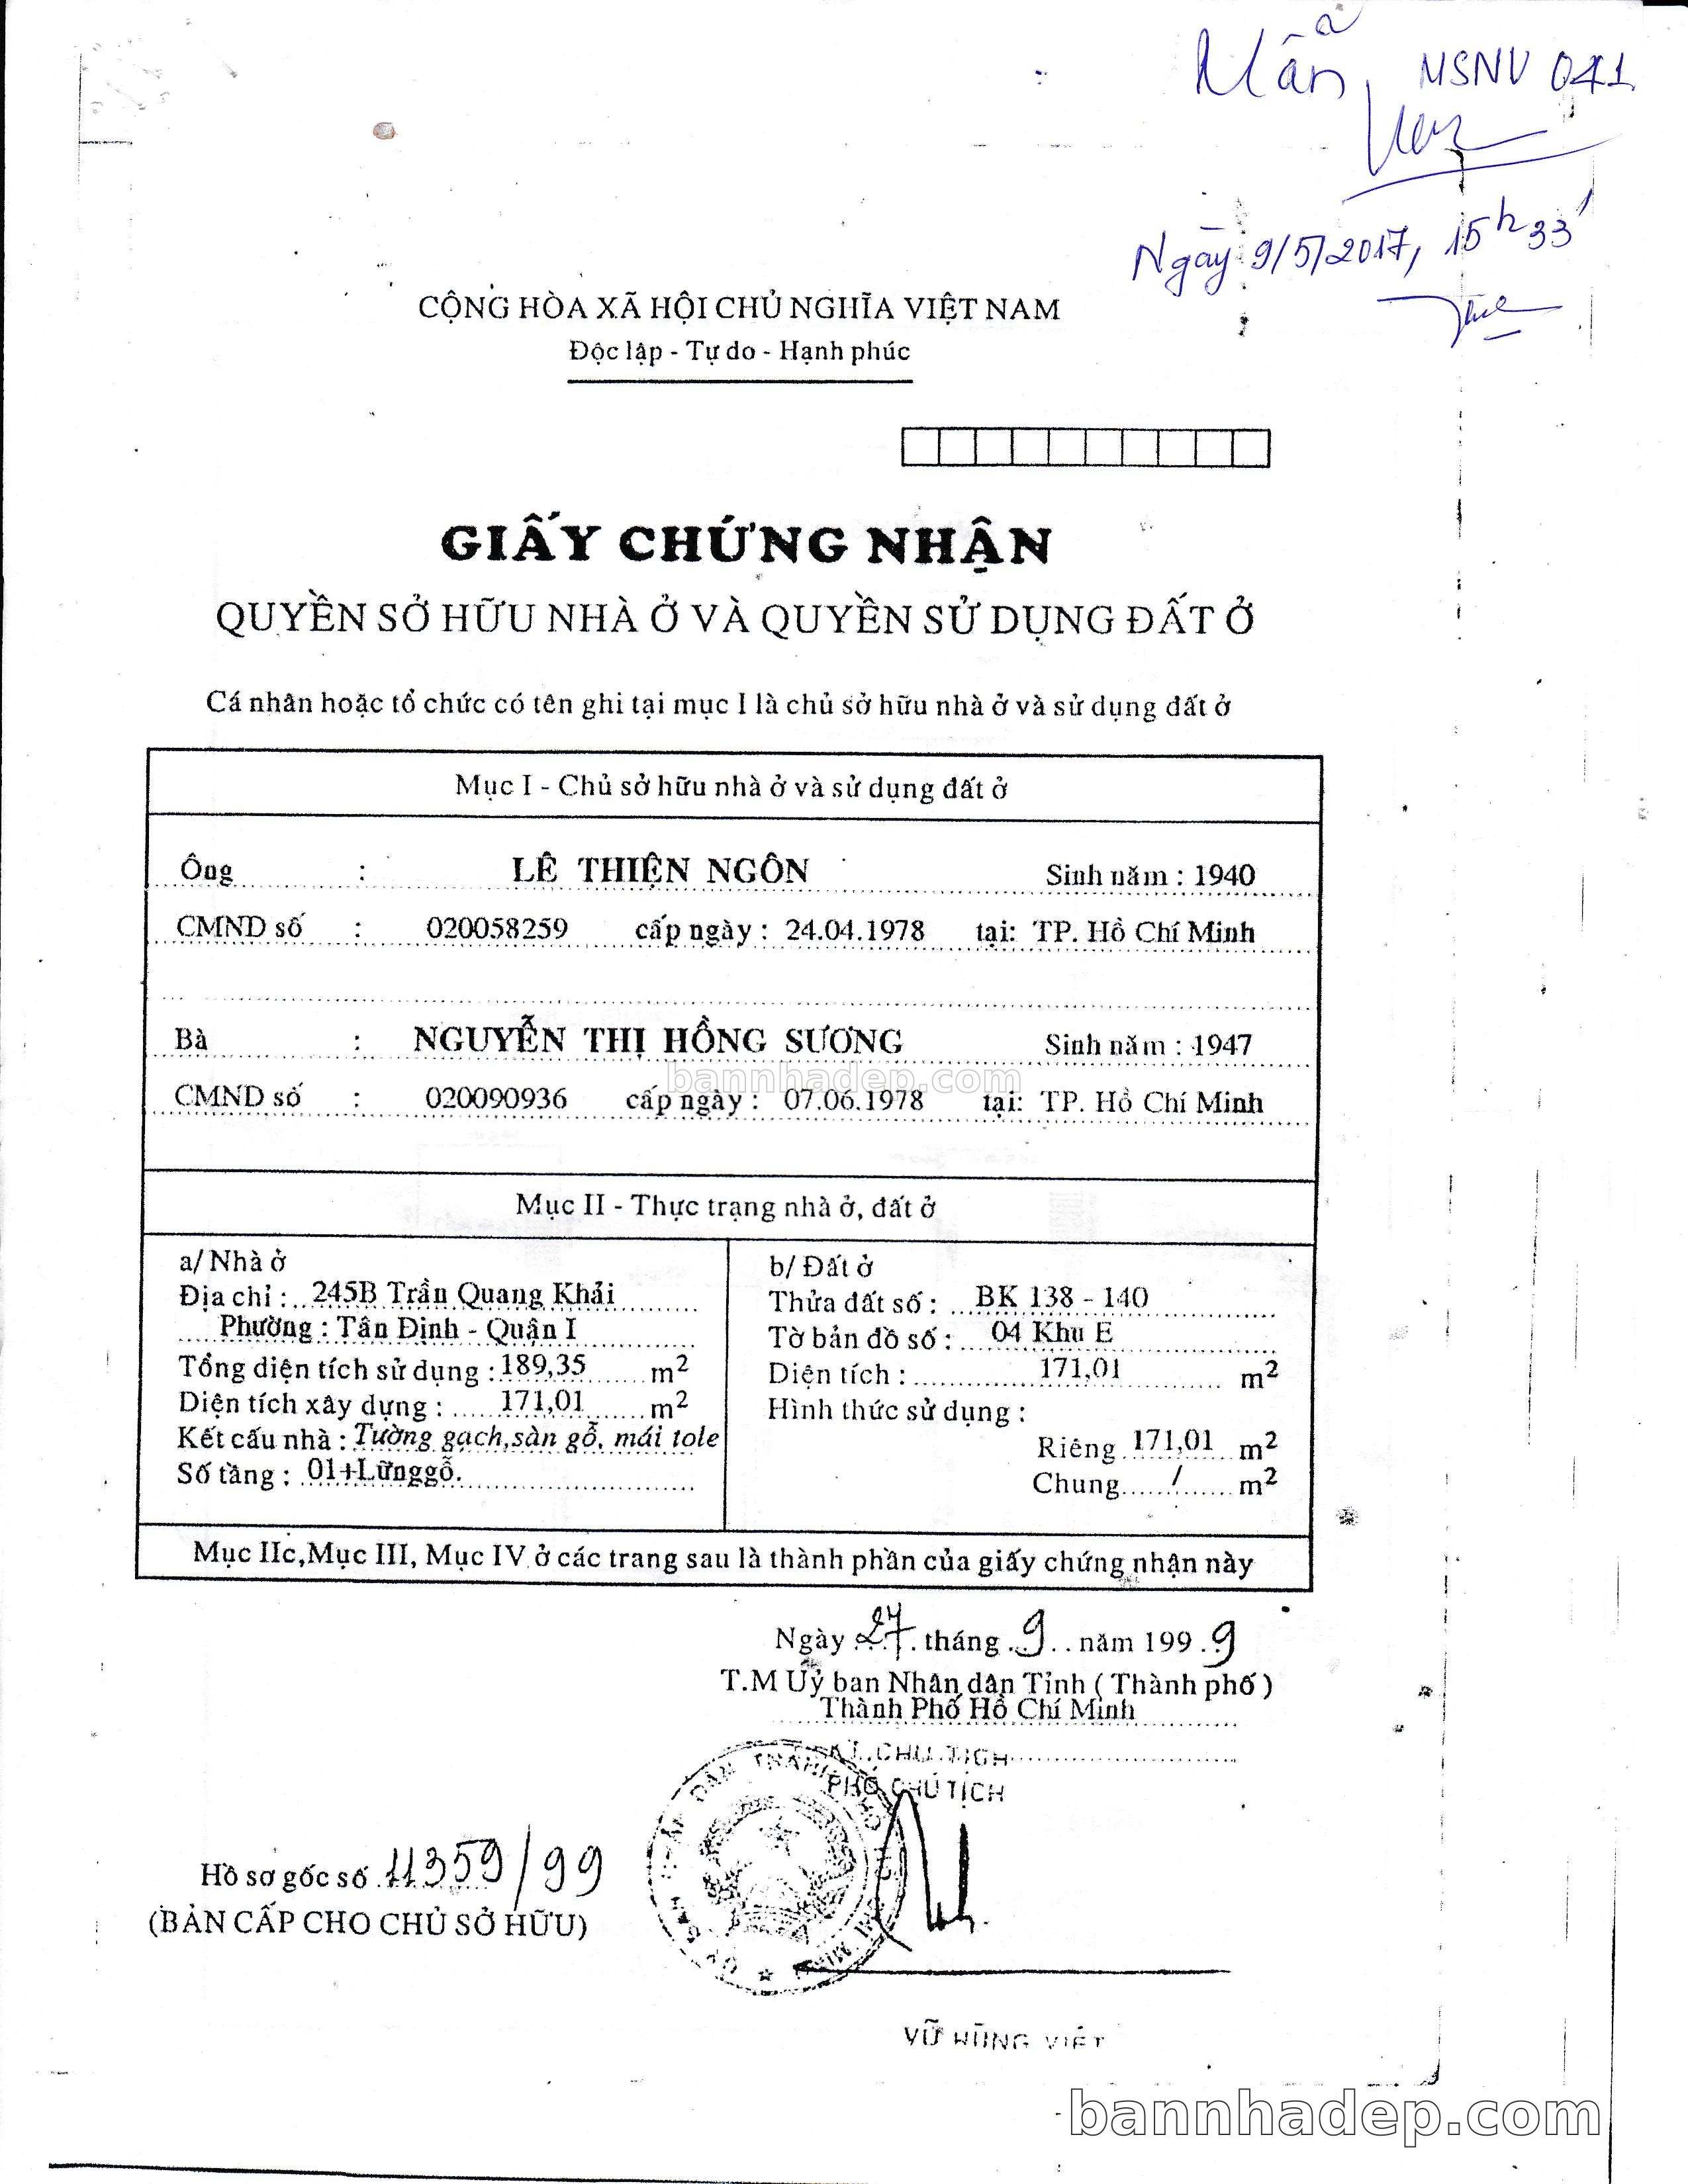 Mẫn MSNV 041
Ngày 9/5/2017, 15h33'
CỘNG HÒA XÃ HỘI CHỦ NGHĨA VIỆT NAM
Độc lập - Tự do - Hạnh phúc
GIẤY CHỨNG NHẬN
QUYỀN SỞ HỮU NHÀ Ở VÀ QUYỀN SỬ DỤNG ĐẤT Ở
Cá nhân hoặc tổ chức có tên ghi tại mục I là chủ sở hữu nhà ở và sử dụng đất ở
Mục I - Chủ sở hữu nhà ở và sử dụng đất ở
Ông : LÊ THIỆN NGÔN Sinh năm : 1940
CMND số : 020058259 cấp ngày : 24.04.1978 tại: TP. Hồ Chí Minh
Bà : NGUYỄN THỊ HỒNG SƯƠNG Sinh năm : 1947
bannhadep.com
CMND số : 020090936 cấp ngày : 07.06.1978 tại: TP. Hồ Chí Minh
Mục II - Thực trạng nhà ở, đất ở
a/ Nhà ở
Địa chỉ : 245B Trần Quang Khải
Phường : Tân Định - Quận I
Tổng diện tích sử dụng : 189,35 m2
Diện tích xây dựng : 171,01 m2
Kết cấu nhà : Tường gạch,sàn gỗ, mái tole
Số tầng : 01+Lửnggỗ.
b/ Đất ở
Thửa đất số : BK 138 - 140
Tờ bản đồ số : 04 Khu E
Diện tích : 171,01 m2
Hình thức sử dụng :
Riêng 171,01 m2
Chung / m2
Mục IIc,Mục III, Mục IV ở các trang sau là thành phần của giấy chứng nhận này
Ngày 27 tháng 9 năm 1999
T.M Uỷ ban Nhân dân Tỉnh ( Thành phố )
Thành Phố Hồ Chí Minh
KT. CHỦ TỊCH
PHÓ CHỦ TỊCH
Hồ sơ gốc số 11359/99
(BẢN CẤP CHO CHỦ SỞ HỮU)
VŨ HÙNG VIỆT
bannhadep.com